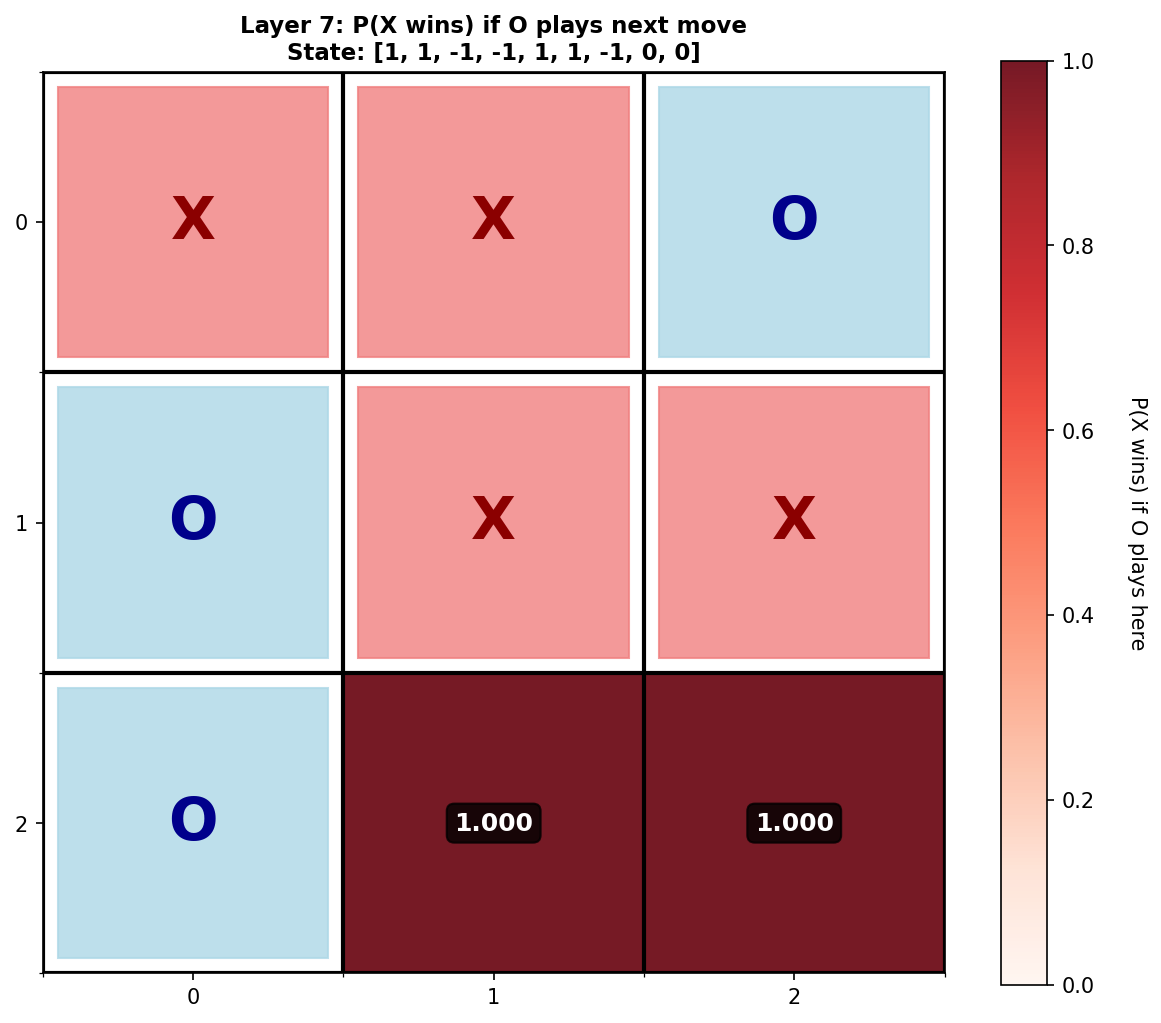 Layer 7: P(X wins) if O plays next move
State: [1, 1, -1, -1, 1, 1, -1, 0, 0]
X
X
O
O
X
X
O
1.000
1.000
0
1
2
0
1
2
1.0
0.8
0.6
0.4
0.2
0.0
P(X wins) if O plays here